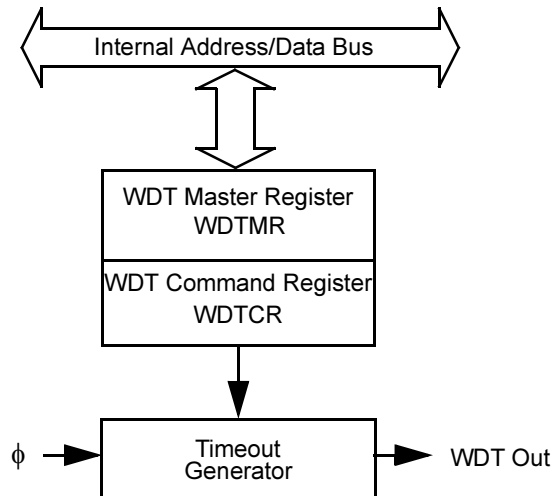 Internal Address/Data Bus
WDT Master Register
WDTMR
WDT Command Register
WDTCR
ϕ
Timeout
Generator
WDT Out